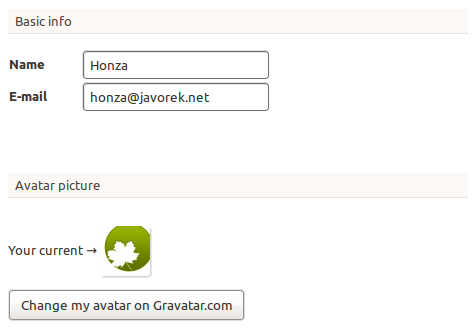 Basic info
Name Honza
E-mail honza@javorek.net
Avatar picture
Your current →
Change my avatar on Gravatar.com